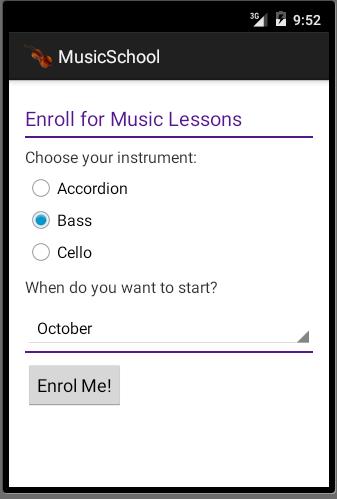 3G 9:52
MusicSchool
Enroll for Music Lessons
Choose your instrument:
Accordion
Bass
Cello
When do you want to start?
October
Enrol Me!